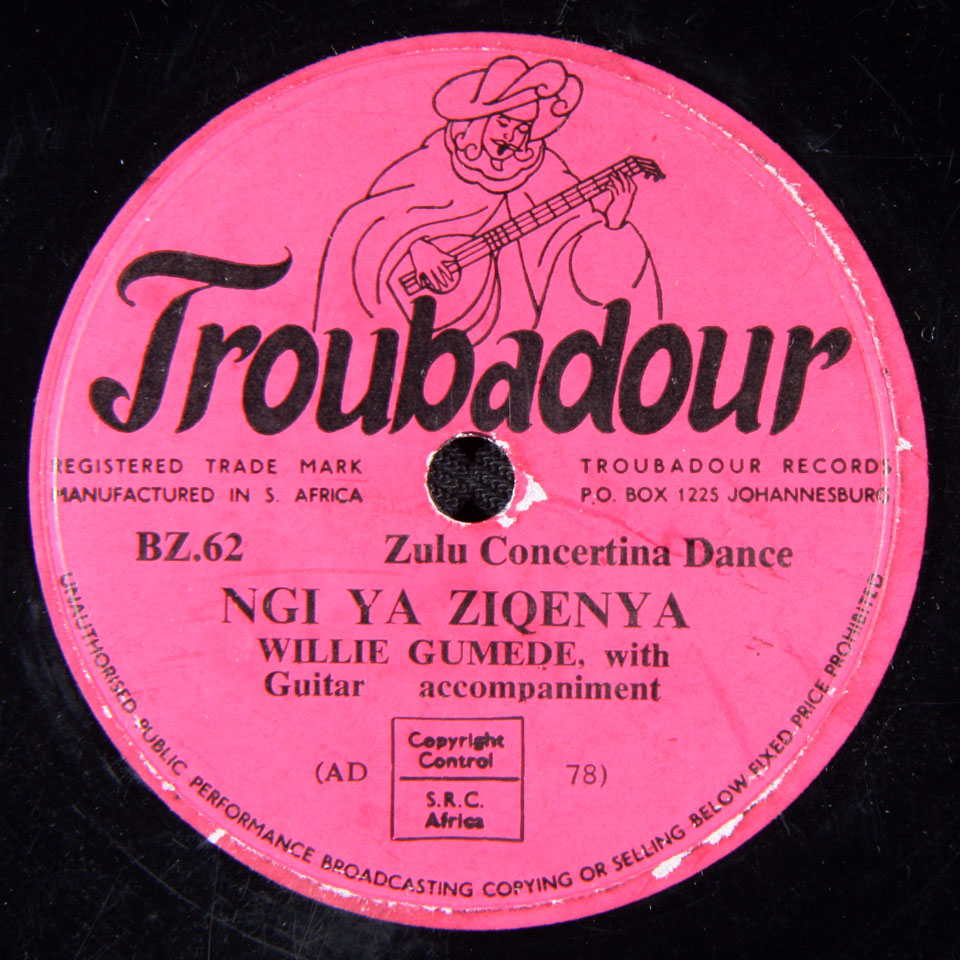 Troubadour
REGISTERED TRADE MARK
MANUFACTURED IN S. AFRICA
TROUBADOUR RECORDS
P.O. BOX 1225 JOHANNESBURG
BZ.62
Zulu Concertina Dance
NGI YA ZIQENYA
WILLIE GUMEDE, with
Guitar accompaniment
(AD 78)
Copyright
Control
S.R.C.
Africa
UNAUTHORISED PUBLIC PERFORMANCE BROADCASTING COPYING OR SELLING BELOW FIXED PRICE PROHIBITED